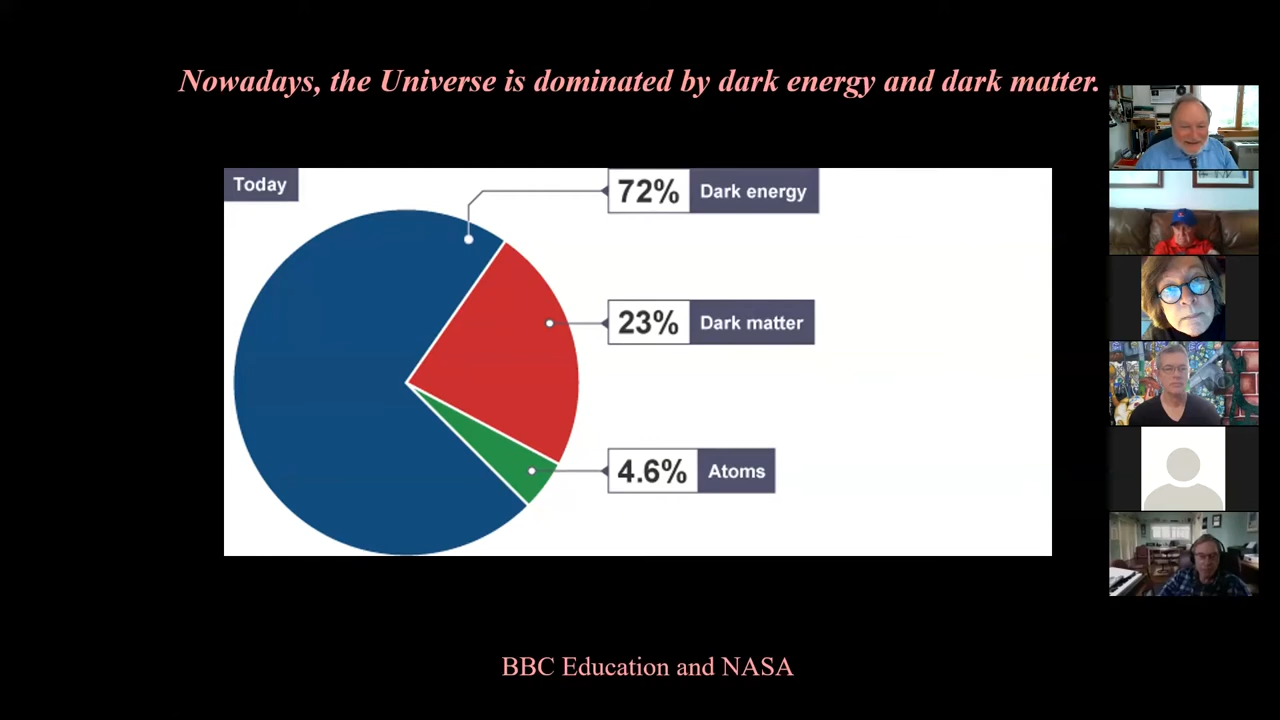 Nowadays, the Universe is dominated by dark energy and dark matter.
Today
72% Dark energy
23% Dark matter
4.6% Atoms
BBC Education and NASA